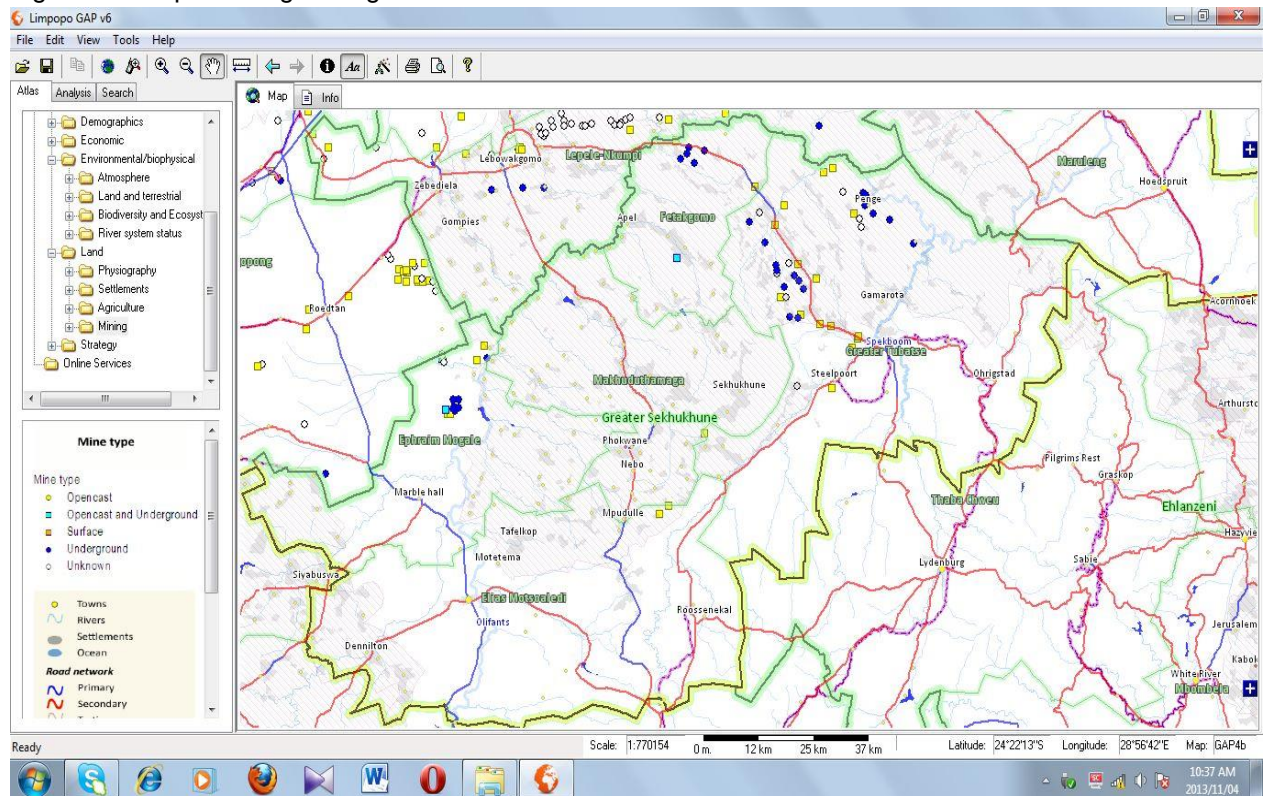 Limpopo GAP v6
File Edit View Tools Help
Atlas Analysis Search
Demographics
Economic
Environmental/biophysical
Atmosphere
Land and terrestrial
Biodiversity and Ecosyst
River system status
Land
Physiography
Settlements
Agriculture
Mining
Strategy
Online Services
Mine type
Mine type
Opencast
Opencast and Underground
Surface
Underground
Unknown
Towns
Rivers
Settlements
Ocean
Road network
Primary
Secondary
Map Info
Lebowakgomo
Lepele-Nkumpi
Maruleng
Hoedspruit
Zebediela
Penge
Gompies
Apel
Fetakgomo
ppong
Gamarota
Acornhoek
Roedtan
Spekboom
Greater Tubatse
Steelpoort
Ohrigstad
Makhuduthamaga
Sekhukhune
Arthurstc
Greater Sekhukhune
Ephraim Mogale
Phokwane
Nebo
Pilgrims Rest
Graskop
Marble hall
Thaba Chweu
Ehlanzeni
Mpudulle
Tafelkop
Hazyvie
Motetema
Lydenburg
Sabie
Siyabuswa
Elias Motsoaledi
Roossenekal
Olifants
Jerusalem
Dennilton
Kabok
White River
Mbombela
Ready
Scale: 1:770154 0 m. 12 km 25 km 37 km Latitude: 24°22'13"S Longitude: 28°56'42"E Map: GAP4b
10:37 AM
2013/11/04